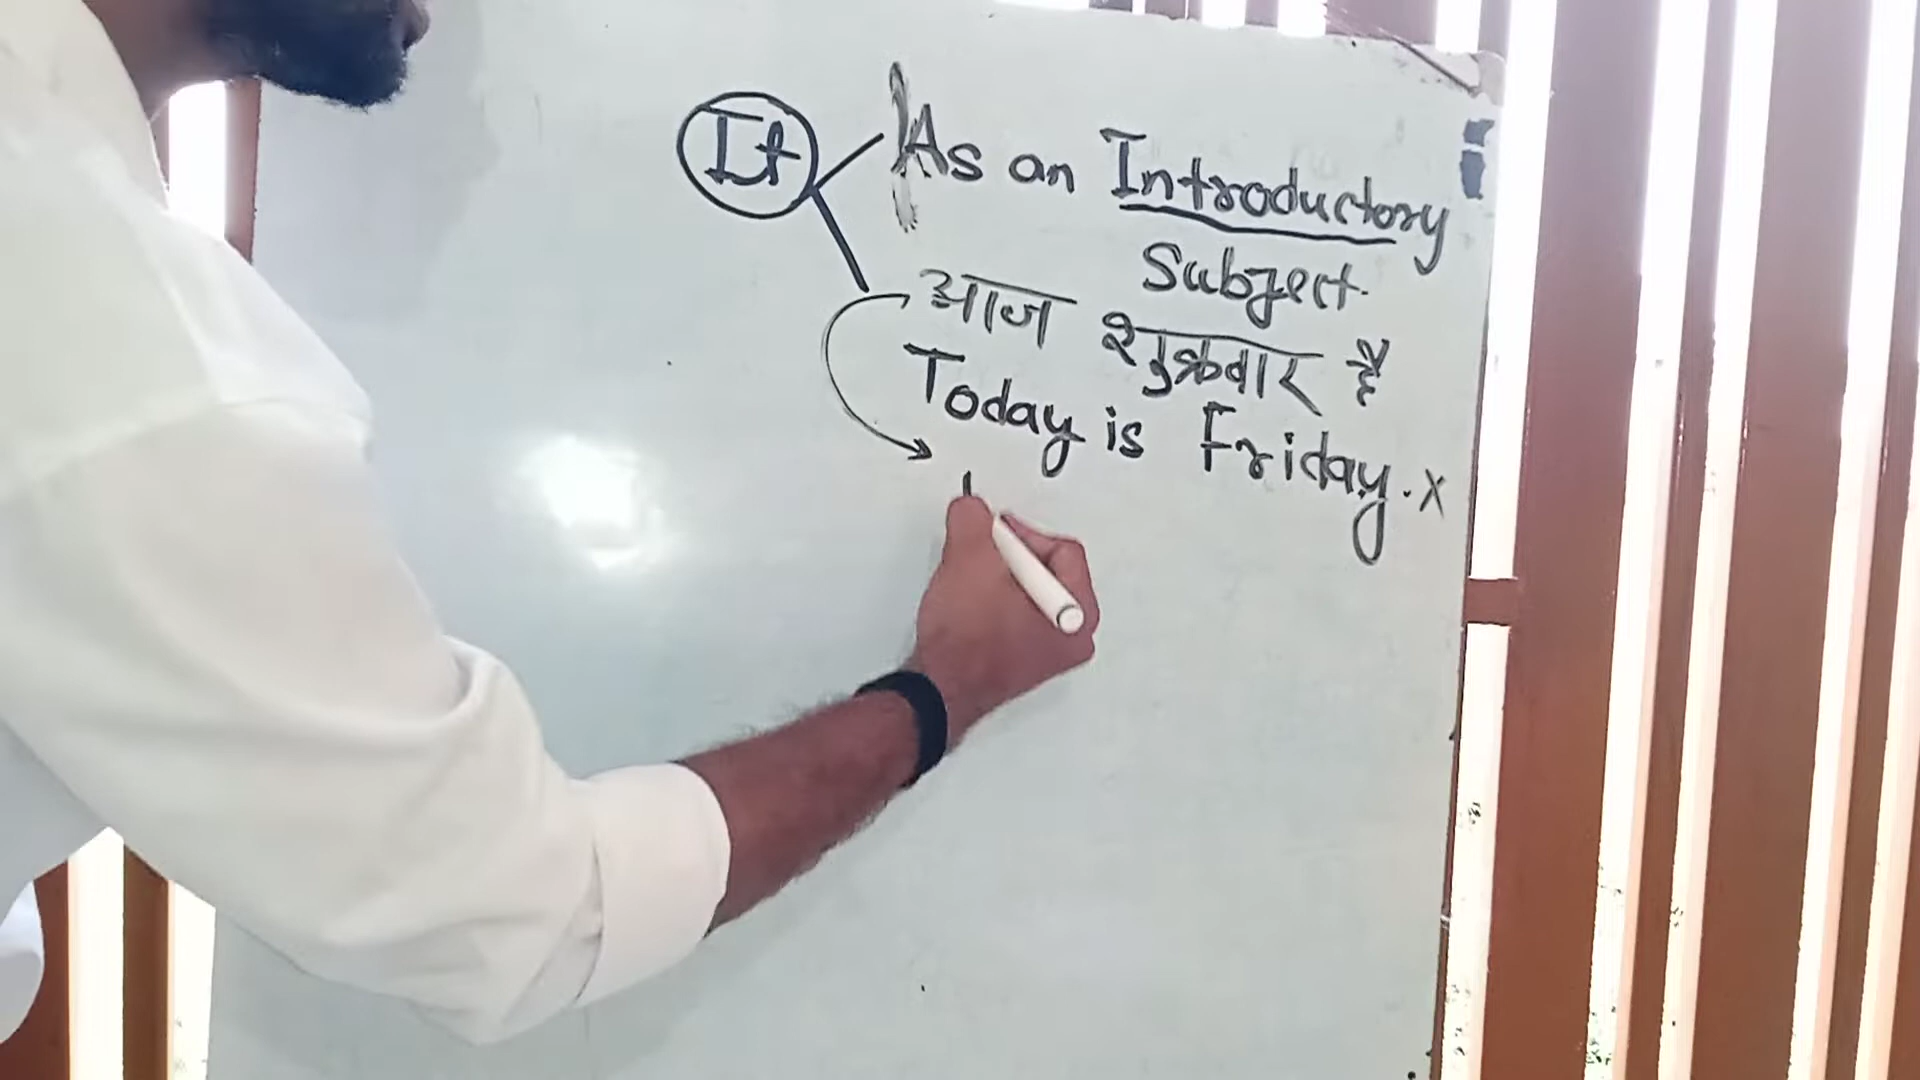 It
As an Introductory
Subject.
आज शुक्रवार है
Today is Friday. x